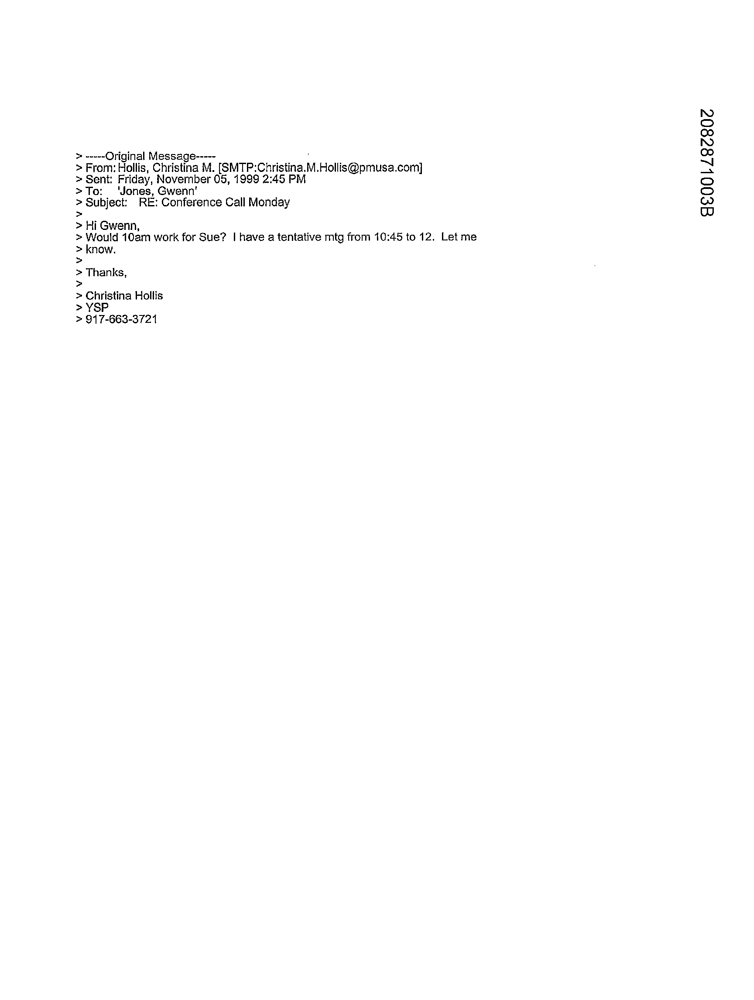 > -----Original Message-----
> From: Hollis, Christina M. [SMTP:Christina.M.Hollis@pmusa.com]
> Sent: Friday, November 05, 1999 2:45 PM
> To: 'Jones, Gwenn'
> Subject: RE: Conference Call Monday
>
> Hi Gwenn,
> Would 10am work for Sue? I have a tentative mtg from 10:45 to 12. Let me
> know.
>
> Thanks,
>
> Christina Hollis
> YSP
> 917-663-3721
2082871003B